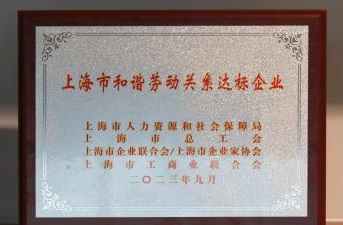 上海市和谐劳动关系达标企业
上海市人力资源和社会保障局
上海市总工会
上海市企业联合会/上海市企业家协会
上海市工商业联合会
二〇二三年九月